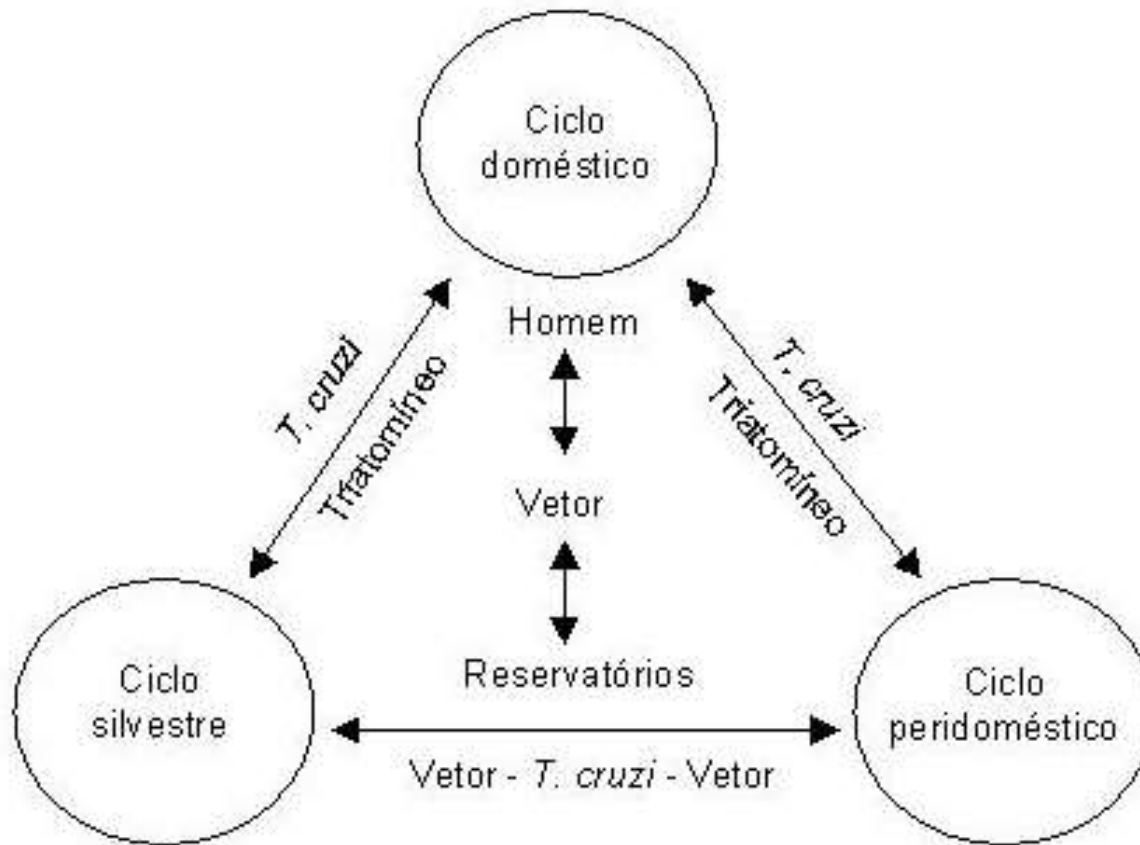 Ciclo
doméstico
Homem
T. cruzi
Triatomíneo
T. cruzi
Triatomíneo
Vetor
Reservatórios
Ciclo
silvestre
Ciclo
peridoméstico
Vetor - T. cruzi - Vetor